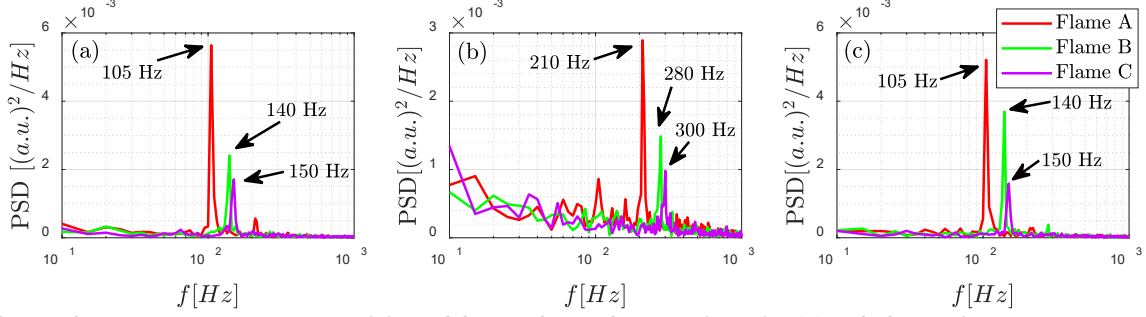 × 10 -3
6
4
2
0
PSD [(a.u.)²/Hz]
(a)
105 Hz
140 Hz
150 Hz
10 1
10 2
10 3
f[Hz]
× 10 -3
3
2
1
0
PSD[(a.u.)²/Hz]
(b)
210 Hz
280 Hz
300 Hz
10 1
10 2
10 3
f[Hz]
× 10 -3
6
4
2
0
PSD[(a.u.)²/Hz]
(c)
Flame A
Flame B
Flame C
105 Hz
140 Hz
150 Hz
10 1
10 2
10 3
f[Hz]